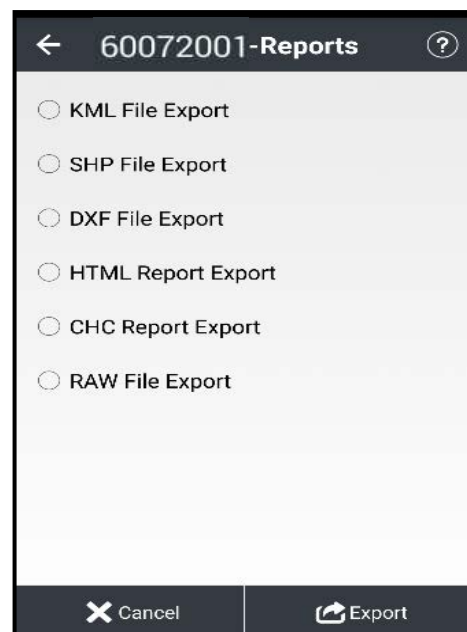 60072001-Reports ?
KML File Export
SHP File Export
DXF File Export
HTML Report Export
CHC Report Export
RAW File Export
Cancel Export